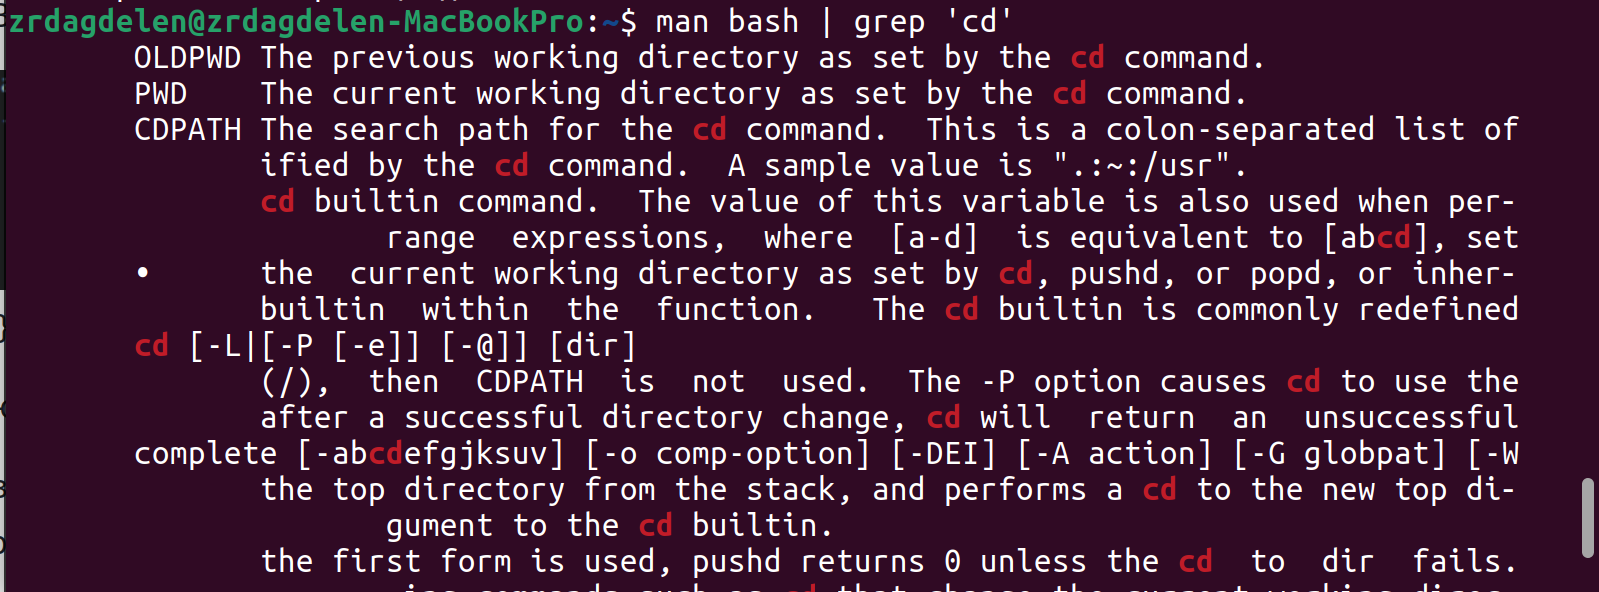 zrdagdelen@zrdagdelen-MacBookPro:~$ man bash | grep 'cd'
OLDPWD The previous working directory as set by the cd command.
PWD    The current working directory as set by the cd command.
CDPATH The search path for the cd command.  This is a colon-separated list of
ified by the cd command.  A sample value is ".:~:/usr".
cd builtin command.  The value of this variable is also used when per-
range  expressions,  where  [a-d]  is equivalent to [abcd], set
•      the  current working directory as set by cd, pushd, or popd, or inher-
builtin  within  the  function.   The cd builtin is commonly redefined
cd [-L|[-P [-e]] [-@]] [dir]
(/),  then  CDPATH  is  not  used.  The -P option causes cd to use the
after a successful directory change, cd will  return  an  unsuccessful
complete [-abcdefgjksuv] [-o comp-option] [-DEI] [-A action] [-G globpat] [-W
the top directory from the stack, and performs a cd to the new top di-
gument to the cd builtin.
the first form is used, pushd returns 0 unless the cd  to  dir  fails.